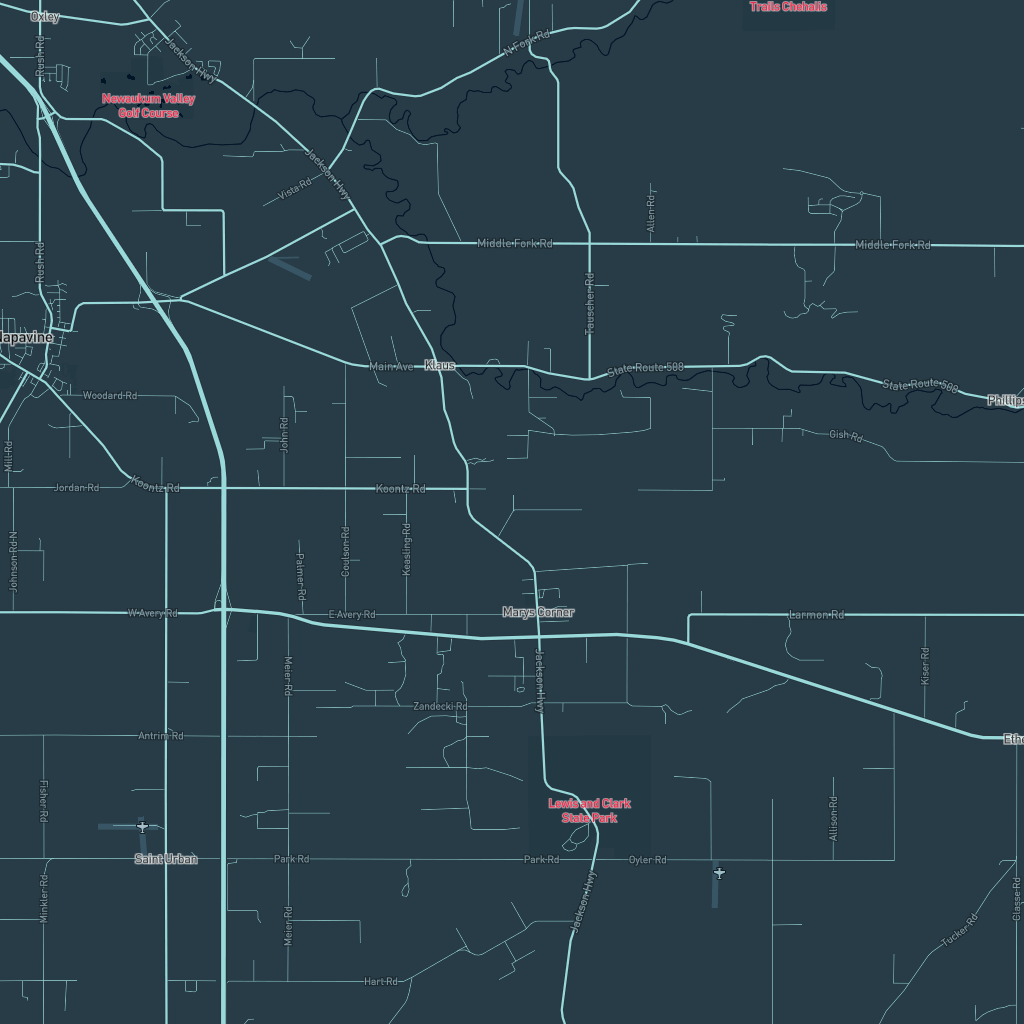 Trails Chehalis
Oxley
N Fork Rd
Jackson Hwy
Rush Rd
Newaukum Valley
Golf Course
Jackson Hwy
Vista Rd
Allen Rd
Middle Fork Rd
Middle Fork Rd
Rush Rd
Tauscher Rd
Napavine
Main Ave
Klaus
State Route 508
State Route 508
Woodard Rd
John Rd
Gish Rd
Mill Rd
Jordan Rd
Koontz Rd
Koontz Rd
Johnson Rd N
Palmer Rd
Coulson Rd
Keasling Rd
W Avery Rd
E Avery Rd
Marys Corner
Larmon Rd
Meier Rd
Jackson Hwy
Kiser Rd
Zandecki Rd
Antrim Rd
Fisher Rd
Lewis and Clark
State Park
Allison Rd
Saint Urban
Park Rd
Park Rd
Oyler Rd
Minkler Rd
Meier Rd
Jackson Hwy
Tucker Rd
Classe Rd
Hart Rd